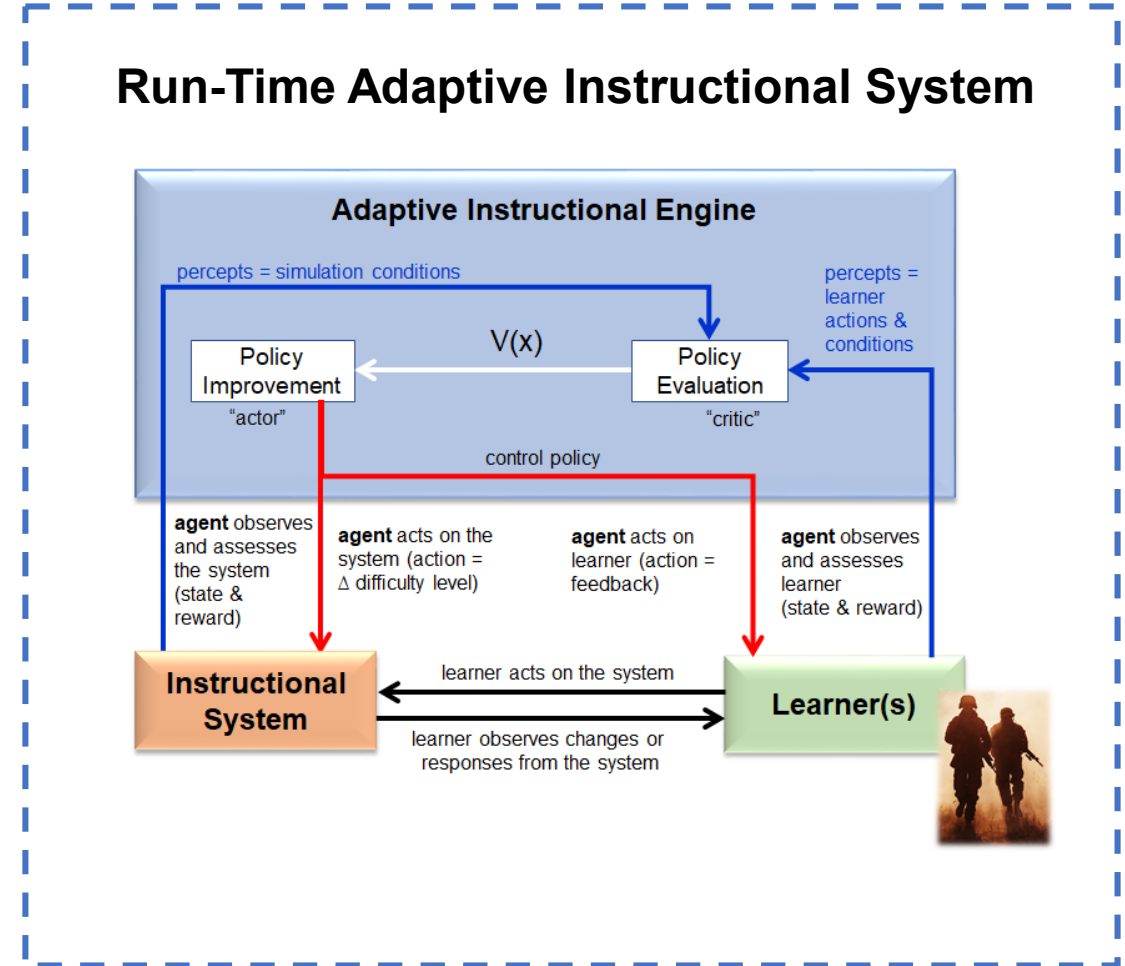 Run-Time Adaptive Instructional System
Adaptive Instructional Engine
percepts = simulation conditions
percepts =
learner
actions &
conditions
V(x)
Policy
Improvement
"actor"
Policy
Evaluation
"critic"
control policy
agent observes
and assesses
the system
(state &
reward)
agent acts on the
system (action =
Δ difficulty level)
agent acts on
learner (action =
feedback)
agent observes
and assesses
learner
(state & reward)
Instructional
System
learner acts on the system
learner observes changes or
responses from the system
Learner(s)